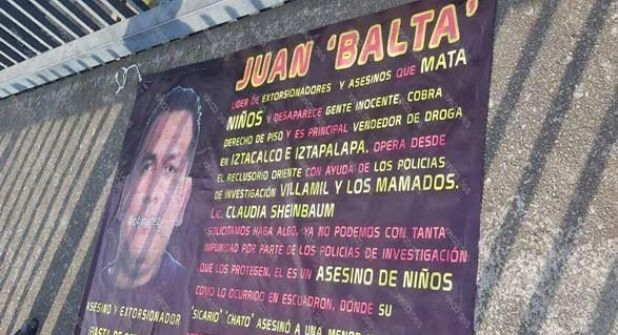 JUAN 'BALTA'
LIDER DE EXTORSIONADORES Y ASESINOS QUE MATA
NIÑOS Y DESAPARECE GENTE INOCENTE, COBRA
DERECHO DE PISO Y ES PRINCIPAL VENDEDOR DE DROGA
EN IZTACALCO E IZTAPALAPA. OPERA DESDE
EL RECLUSORIO ORIENTE CON AYUDA DE LOS POLICIAS
DE INVESTIGACIÓN VILLAMIL Y LOS MAMADOS.
LIC. CLAUDIA SHEINBAUM
SOLICITAMOS HAGA ALGO, YA NO PODEMOS CON TANTA
IMPUNIDAD POR PARTE DE LOS POLICIAS DE INVESTIGACIÓN
QUE LOS PROTEGEN. EL ES UN ASESINO DE NIÑOS
COMO LO OCURRIDO EN ESCUADRON, DONDE SU
'SICARIO' 'CHATO' ASESINÓ A UNA
ASESINO Y EXTORSIONADOR